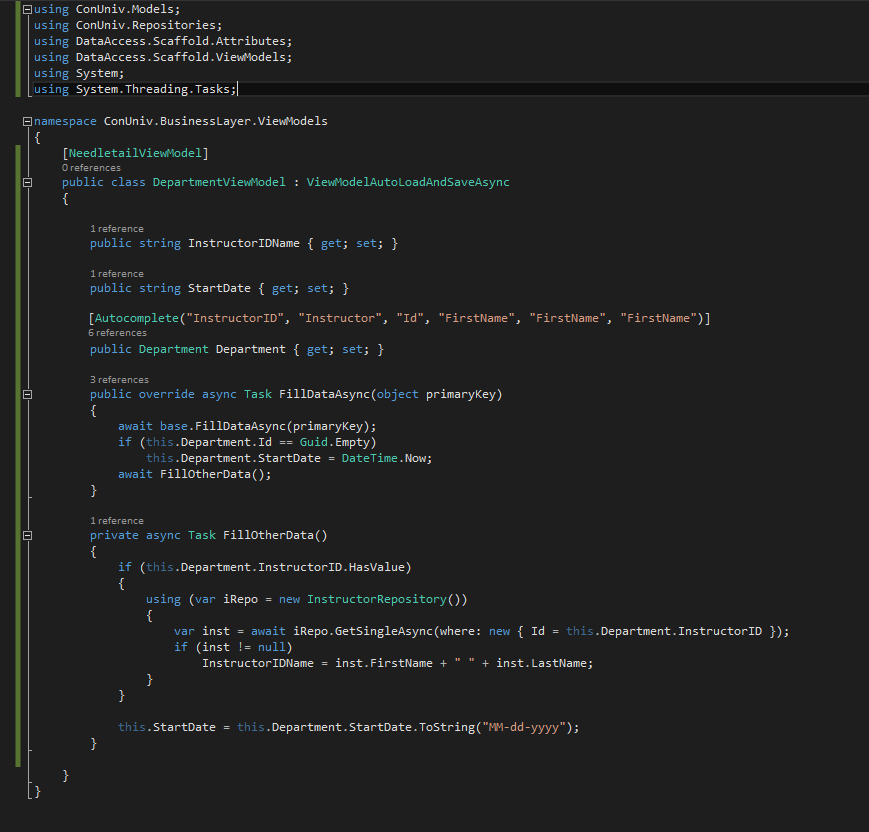 using ConUniv.Models;
using ConUniv.Repositories;
using DataAccess.Scaffold.Attributes;
using DataAccess.Scaffold.ViewModels;
using System;
using System.Threading.Tasks;

namespace ConUniv.BusinessLayer.ViewModels
{
    [NeedletailViewModel]
    0 references
    public class DepartmentViewModel : ViewModelAutoLoadAndSaveAsync
    {

        1 reference
        public string InstructorIDName { get; set; }

        1 reference
        public string StartDate { get; set; }

        [Autocomplete("InstructorID", "Instructor", "Id", "FirstName", "FirstName", "FirstName")]
        6 references
        public Department Department { get; set; }

        3 references
        public override async Task FillDataAsync(object primaryKey)
        {
            await base.FillDataAsync(primaryKey);
            if (this.Department.Id == Guid.Empty)
                this.Department.StartDate = DateTime.Now;
            await FillOtherData();
        }

        1 reference
        private async Task FillOtherData()
        {
            if (this.Department.InstructorID.HasValue)
            {
                using (var iRepo = new InstructorRepository())
                {
                    var inst = await iRepo.GetSingleAsync(where: new { Id = this.Department.InstructorID });
                    if (inst != null)
                        InstructorIDName = inst.FirstName + " " + inst.LastName;
                }
            }

            this.StartDate = this.Department.StartDate.ToString("MM-dd-yyyy");
        }

    }
}